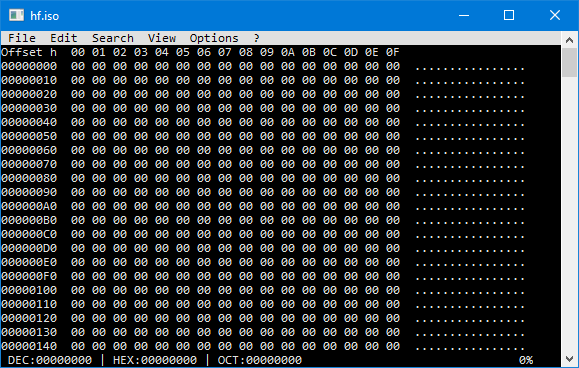 hf.iso
File Edit Search View Options ?
Offset h 00 01 02 03 04 05 06 07 08 09 0A 0B 0C 0D 0E 0F
00000000 00 00 00 00 00 00 00 00 00 00 00 00 00 00 00 00 ................
00000010 00 00 00 00 00 00 00 00 00 00 00 00 00 00 00 00 ................
00000020 00 00 00 00 00 00 00 00 00 00 00 00 00 00 00 00 ................
00000030 00 00 00 00 00 00 00 00 00 00 00 00 00 00 00 00 ................
00000040 00 00 00 00 00 00 00 00 00 00 00 00 00 00 00 00 ................
00000050 00 00 00 00 00 00 00 00 00 00 00 00 00 00 00 00 ................
00000060 00 00 00 00 00 00 00 00 00 00 00 00 00 00 00 00 ................
00000070 00 00 00 00 00 00 00 00 00 00 00 00 00 00 00 00 ................
00000080 00 00 00 00 00 00 00 00 00 00 00 00 00 00 00 00 ................
00000090 00 00 00 00 00 00 00 00 00 00 00 00 00 00 00 00 ................
000000A0 00 00 00 00 00 00 00 00 00 00 00 00 00 00 00 00 ................
000000B0 00 00 00 00 00 00 00 00 00 00 00 00 00 00 00 00 ................
000000C0 00 00 00 00 00 00 00 00 00 00 00 00 00 00 00 00 ................
000000D0 00 00 00 00 00 00 00 00 00 00 00 00 00 00 00 00 ................
000000E0 00 00 00 00 00 00 00 00 00 00 00 00 00 00 00 00 ................
000000F0 00 00 00 00 00 00 00 00 00 00 00 00 00 00 00 00 ................
00000100 00 00 00 00 00 00 00 00 00 00 00 00 00 00 00 00 ................
00000110 00 00 00 00 00 00 00 00 00 00 00 00 00 00 00 00 ................
00000120 00 00 00 00 00 00 00 00 00 00 00 00 00 00 00 00 ................
00000130 00 00 00 00 00 00 00 00 00 00 00 00 00 00 00 00 ................
00000140 00 00 00 00 00 00 00 00 00 00 00 00 00 00 00 00 ................
DEC:00000000 | HEX:00000000 | OCT:00000000 0%